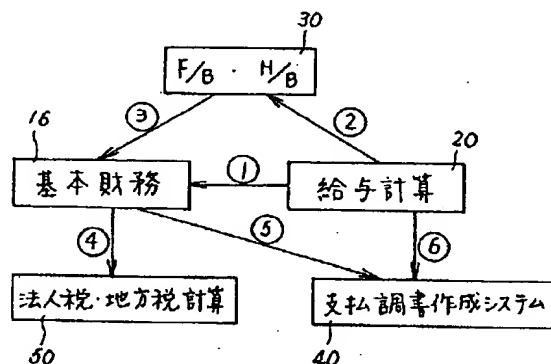 30
F/B ・ H/B
③
②
16
20
基本財務
①
給与計算
④
⑤
⑥
法人税・地方税計算
支払調書作成システム
50
40